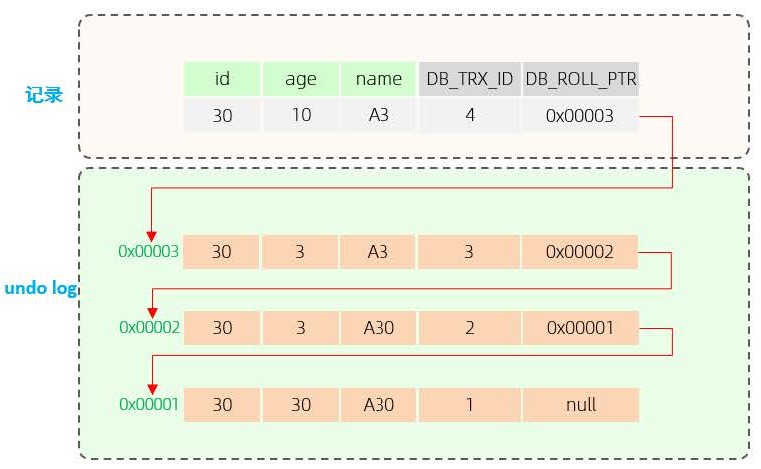 记录
id age name DB_TRX_ID DB_ROLL_PTR
30 10 A3 4 0x00003
undo log
0x00003 30 3 A3 3 0x00002
0x00002 30 3 A30 2 0x00001
0x00001 30 30 A30 1 null